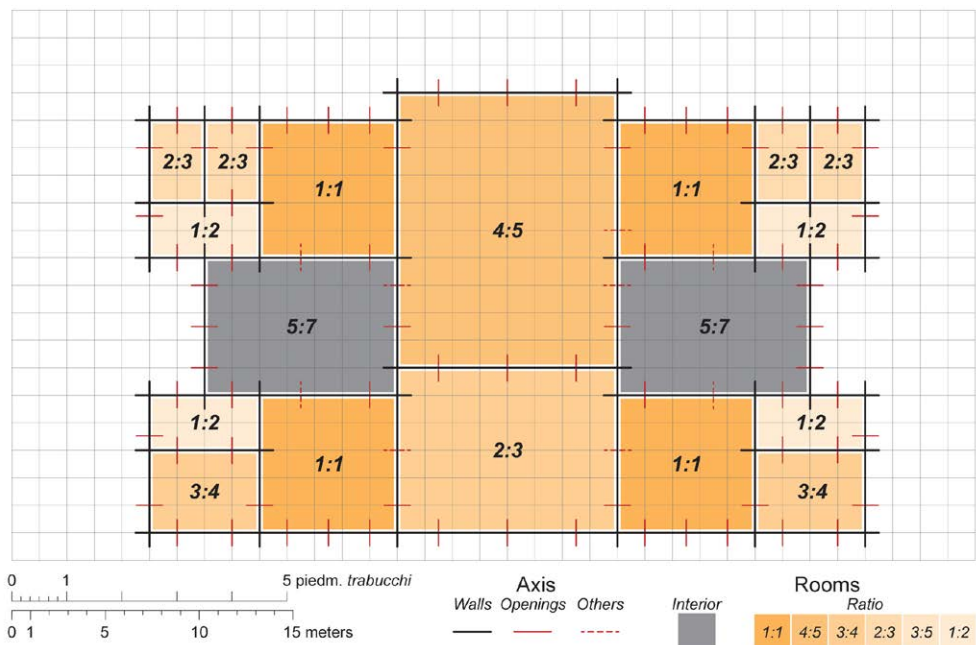 2:3 2:3 1:1 4:5 1:1 2:3 2:3
1:2 1:2
5:7 5:7
1:2 1:2
1:1 2:3 1:1
3:4 3:4
0 1 5 piedm. trabucchi
0 1 5 10 15 meters
Axis
Walls Openings Others
Interior
Rooms
Ratio
1:1 4:5 3:4 2:3 3:5 1:2